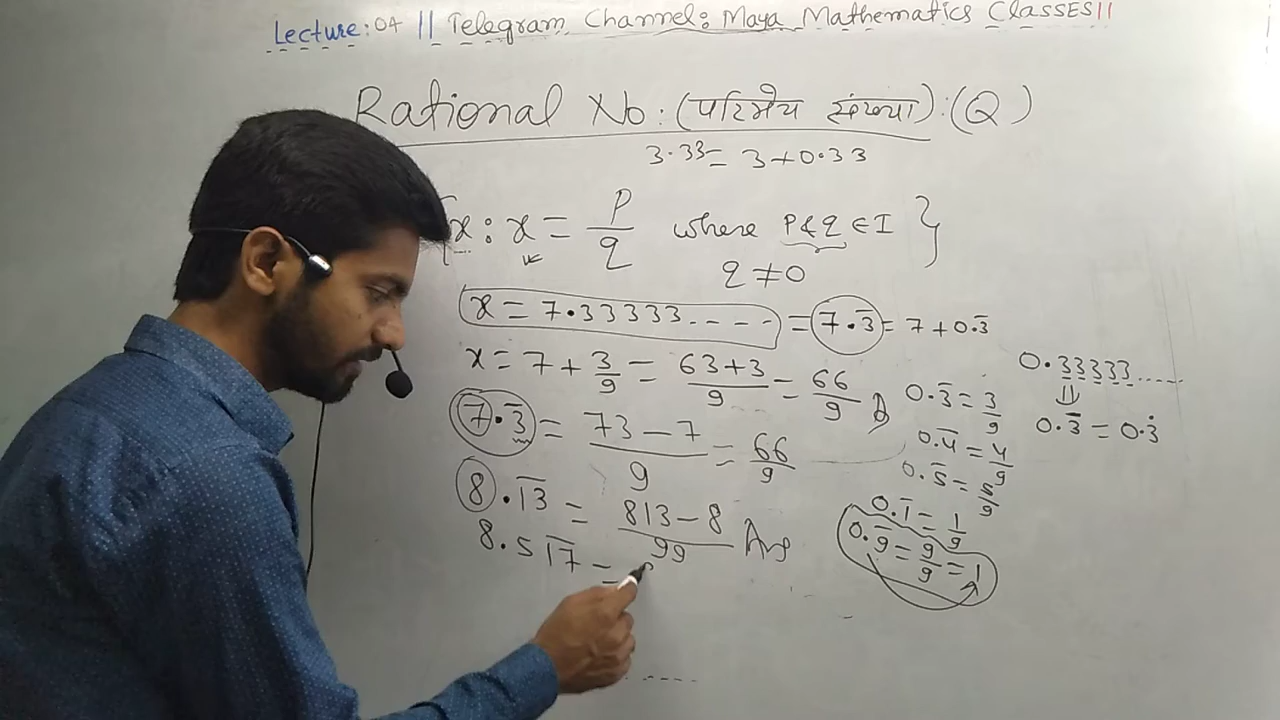 Lecture: 04 || Telegram Channel: Maya Mathematics Classes ||
Rational No: (परिमेय संख्या): (Q)
3.33 = 3 + 0.33
{x : x = p/q where p & q ∈ I }
q ≠ 0
x = 7.33333..... = 7.3̅ = 7 + 0.3̅
x = 7 + 3/9 = (63+3)/9 = 66/9
7.3̅ = (73 – 7)/9 = 66/9
8.1̅3̅ = (813 – 8)/99 Ans
8.51̅7̅ =
0.33333.....
0.3̅ = 0.3̇
0.3̅ = 3/9
0.4̅ = 4/9
0.5̅ = 5/9
0.1̅ = 1/9
0.9̅ = 9/9 = 1